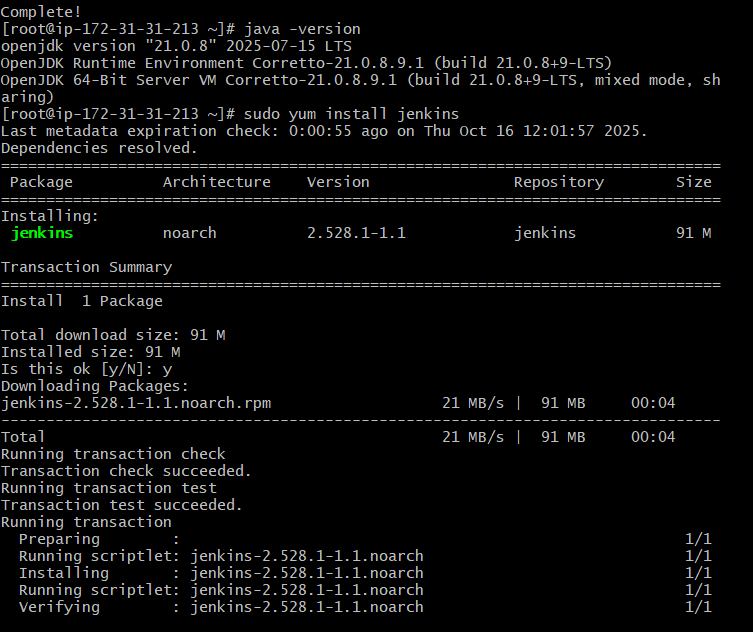 Complete!
[root@ip-172-31-31-213 ~]# java -version
openjdk version "21.0.8" 2025-07-15 LTS
OpenJDK Runtime Environment Corretto-21.0.8.9.1 (build 21.0.8+9-LTS)
OpenJDK 64-Bit Server VM Corretto-21.0.8.9.1 (build 21.0.8+9-LTS, mixed mode, sh
aring)
[root@ip-172-31-31-213 ~]# sudo yum install jenkins
Last metadata expiration check: 0:00:55 ago on Thu Oct 16 12:01:57 2025.
Dependencies resolved.
================================================================================
 Package          Architecture    Version                Repository        Size
================================================================================
Installing:
 jenkins          noarch          2.528.1-1.1            jenkins           91 M

Transaction Summary
================================================================================
Install  1 Package

Total download size: 91 M
Installed size: 91 M
Is this ok [y/N]: y
Downloading Packages:
jenkins-2.528.1-1.1.noarch.rpm                   21 MB/s |  91 MB     00:04
--------------------------------------------------------------------------------
Total                                            21 MB/s |  91 MB     00:04
Running transaction check
Transaction check succeeded.
Running transaction test
Transaction test succeeded.
Running transaction
  Preparing        :                                                        1/1
  Running scriptlet: jenkins-2.528.1-1.1.noarch                             1/1
  Installing       : jenkins-2.528.1-1.1.noarch                             1/1
  Running scriptlet: jenkins-2.528.1-1.1.noarch                             1/1
  Verifying        : jenkins-2.528.1-1.1.noarch                             1/1